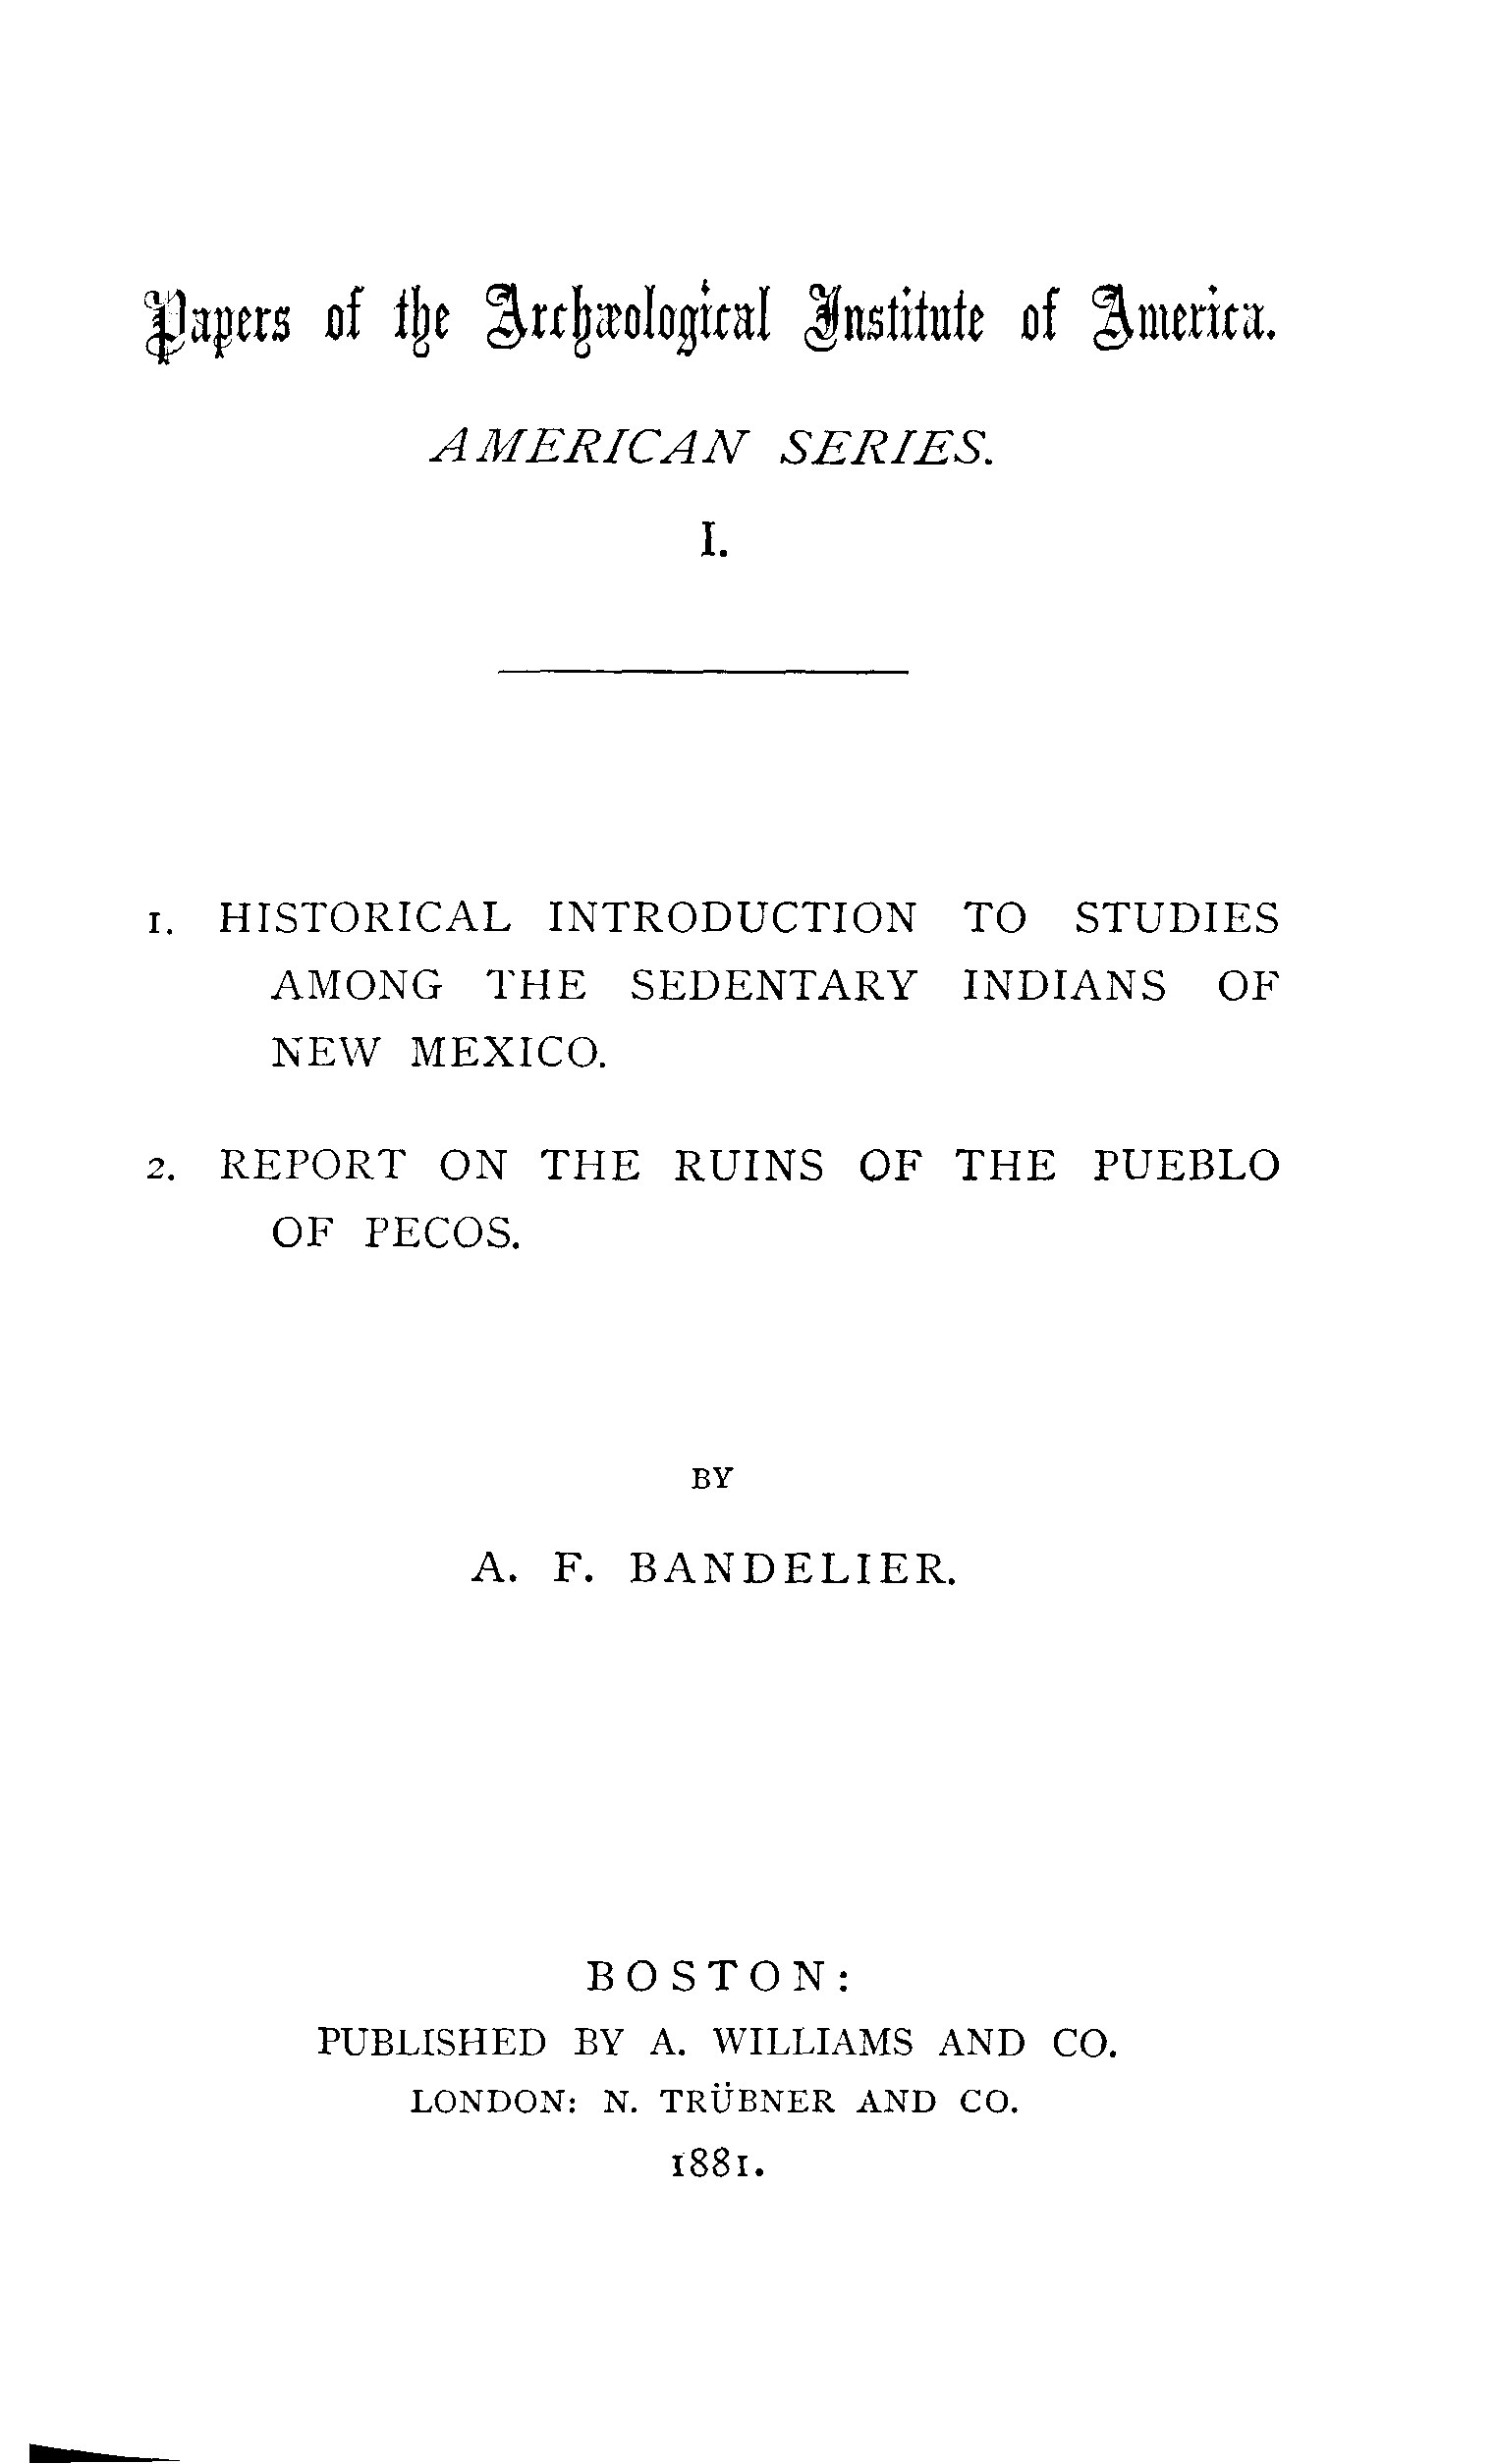 Papers of the Archæological Institute of America.
AMERICAN SERIES.
I.
1. HISTORICAL INTRODUCTION TO STUDIES
AMONG THE SEDENTARY INDIANS OF
NEW MEXICO.
2. REPORT ON THE RUINS OF THE PUEBLO
OF PECOS.
BY
A. F. BANDELIER.
BOSTON:
PUBLISHED BY A. WILLIAMS AND CO.
LONDON: N. TRÜBNER AND CO.
1881.